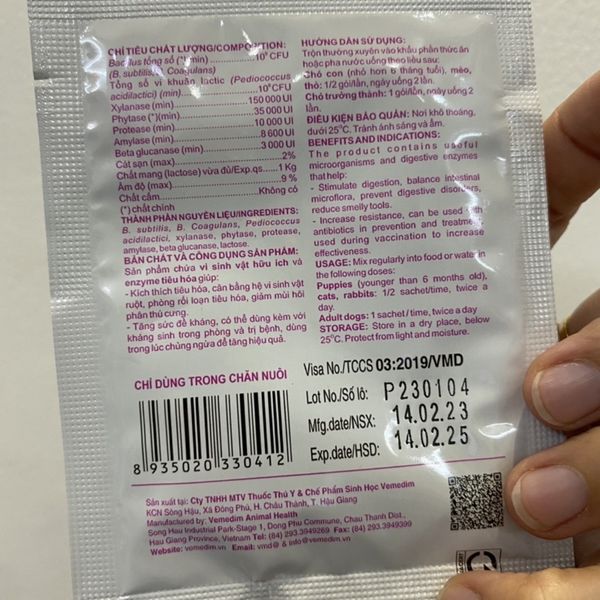 CHỈ TIÊU CHẤT LƯỢNG/COMPOSITION:
Bacillus tổng số (*)(min)............10⁸ CFU
(B. subtilis, B. Coagulans)
Tổng số vi khuẩn lactic (Pediococcus
acidilactici) (min)...................10⁸ CFU
Xylanase (min)......................150 000 UI
Phytase (*)(min)....................35 000 UI
Protease (min).......................10 000 UI
Amylase (min).........................8 600 UI
Beta glucanase (min)..............3 000 UI
Cát sạn (max)................................2%
Chất mang (lactose) vừa đủ/Exp.qs.....1 Kg
Ẩm độ (max).................................9 %
Chất cấm...............................Không có
(*) chất chính
THÀNH PHẦN NGUYÊN LIỆU/INGREDIENTS:
B. subtilis, B. Coagulans, Pediococcus
acidilactici, xylanase, phytase, protease,
amylase, beta glucanase, lactose.
BẢN CHẤT VÀ CÔNG DỤNG SẢN PHẨM:
Sản phẩm chứa vi sinh vật hữu ích và
enzyme tiêu hóa giúp:
- Kích thích tiêu hóa, cân bằng hệ vi sinh vật
ruột, phòng rối loạn tiêu hóa, giảm mùi hôi
phân thú cưng.
- Tăng sức đề kháng, có thể dùng kèm với
kháng sinh trong phòng và trị bệnh, dùng
trong lúc chủng ngừa để tăng hiệu quả.
HƯỚNG DẪN SỬ DỤNG:
Trộn thường xuyên vào khẩu phần thức ăn
hoặc pha nước uống theo liều sau:
Chó con (nhỏ hơn 6 tháng tuổi), mèo,
thỏ: 1/2 gói/lần, ngày uống 2 lần.
Chó trưởng thành: 1 gói/lần, ngày uống 2
lần.
ĐIỀU KIỆN BẢO QUẢN: Nơi khô thoáng,
dưới 25°C. Tránh ánh sáng và ẩm.
BENEFITS AND INDICATIONS:
The product contains useful
microorganisms and digestive enzymes
that help:
- Stimulate digestion, balance intestinal
microflora, prevent digestive disorders,
reduce smelly tools.
- Increase resistance, can be used with
antibiotics in prevention and treatment,
used during vaccination to increase
effectiveness.
USAGE: Mix regularly into food or water in
the following doses:
Puppies (younger than 6 months old),
cats, rabbits: 1/2 sachet/time, twice a
day.
Adult dogs: 1 sachet / time, twice a day
STORAGE: Store in a dry place, below
25°C. Protect from light and moisture.
CHỈ DÙNG TRONG CHĂN NUÔI
8 935020 330412
Visa No./TCCS 03:2019/VMD
Lot No./Số lô: P230104
Mfg.date/NSX: 14.02.23
Exp.date/HSD: 14.02.25
Sản xuất tại: Cty TNHH MTV Thuốc Thú Y & Chế Phẩm Sinh Học Vemedim
KCN Sông Hậu, Xã Đông Phú, H. Châu Thành, T. Hậu Giang
Manufactured by: Vemedim Animal Health
Song Hau Industrial Park-Stage 1, Dong Phu Commune, Chau Thanh Dist.,
Hau Giang Province, Vietnam Tel: (84) 293.3949269 Fax: (84) 293.3949399
Website: vemedim.vn Email: vmd@ & info@vemedim.vn